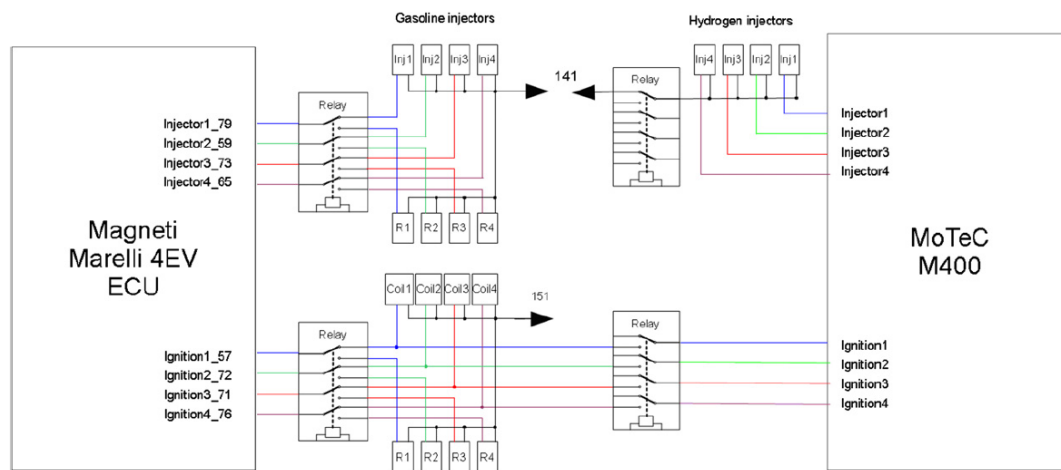 Gasoline injectors
Hydrogen injectors
Inj1 Inj2 Inj3 Inj4
141
Inj4 Inj3 Inj2 Inj1
Relay
Relay
Injector1_79
Injector2_59
Injector3_73
Injector4_65
Injector1
Injector2
Injector3
Injector4
R1 R2 R3 R4
Magneti
Marelli 4EV
ECU
MoTeC
M400
Coil1 Coil2 Coil3 Coil4
151
Relay
Relay
Ignition1_57
Ignition2_72
Ignition3_71
Ignition4_76
Ignition1
Ignition2
Ignition3
Ignition4
R1 R2 R3 R4